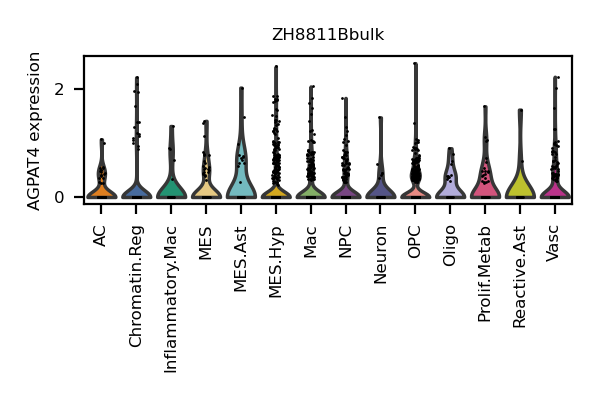 ZH8811Bbulk
AGPAT4 expression
2
0
AC
Chromatin.Reg
Inflammatory.Mac
MES
MES.Ast
MES.Hyp
Mac
NPC
Neuron
OPC
Oligo
Prolif.Metab
Reactive.Ast
Vasc